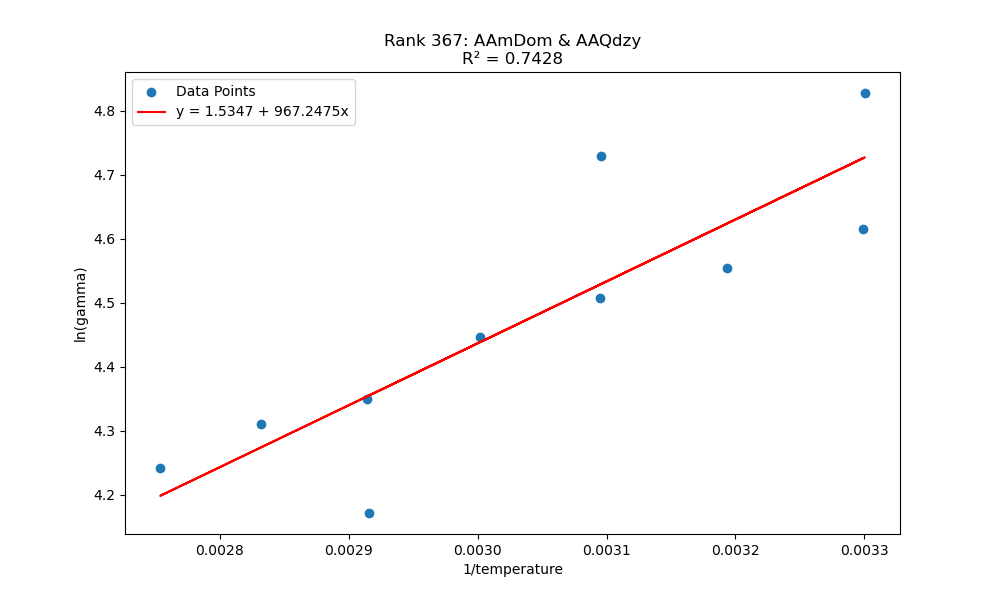 Rank 367: AAmDom & AAQdzy
R² = 0.7428
Data Points
y = 1.5347 + 967.2475x
4.8
4.7
4.6
4.5
4.4
4.3
4.2
ln(gamma)
0.0028 0.0029 0.0030 0.0031 0.0032 0.0033
1/temperature